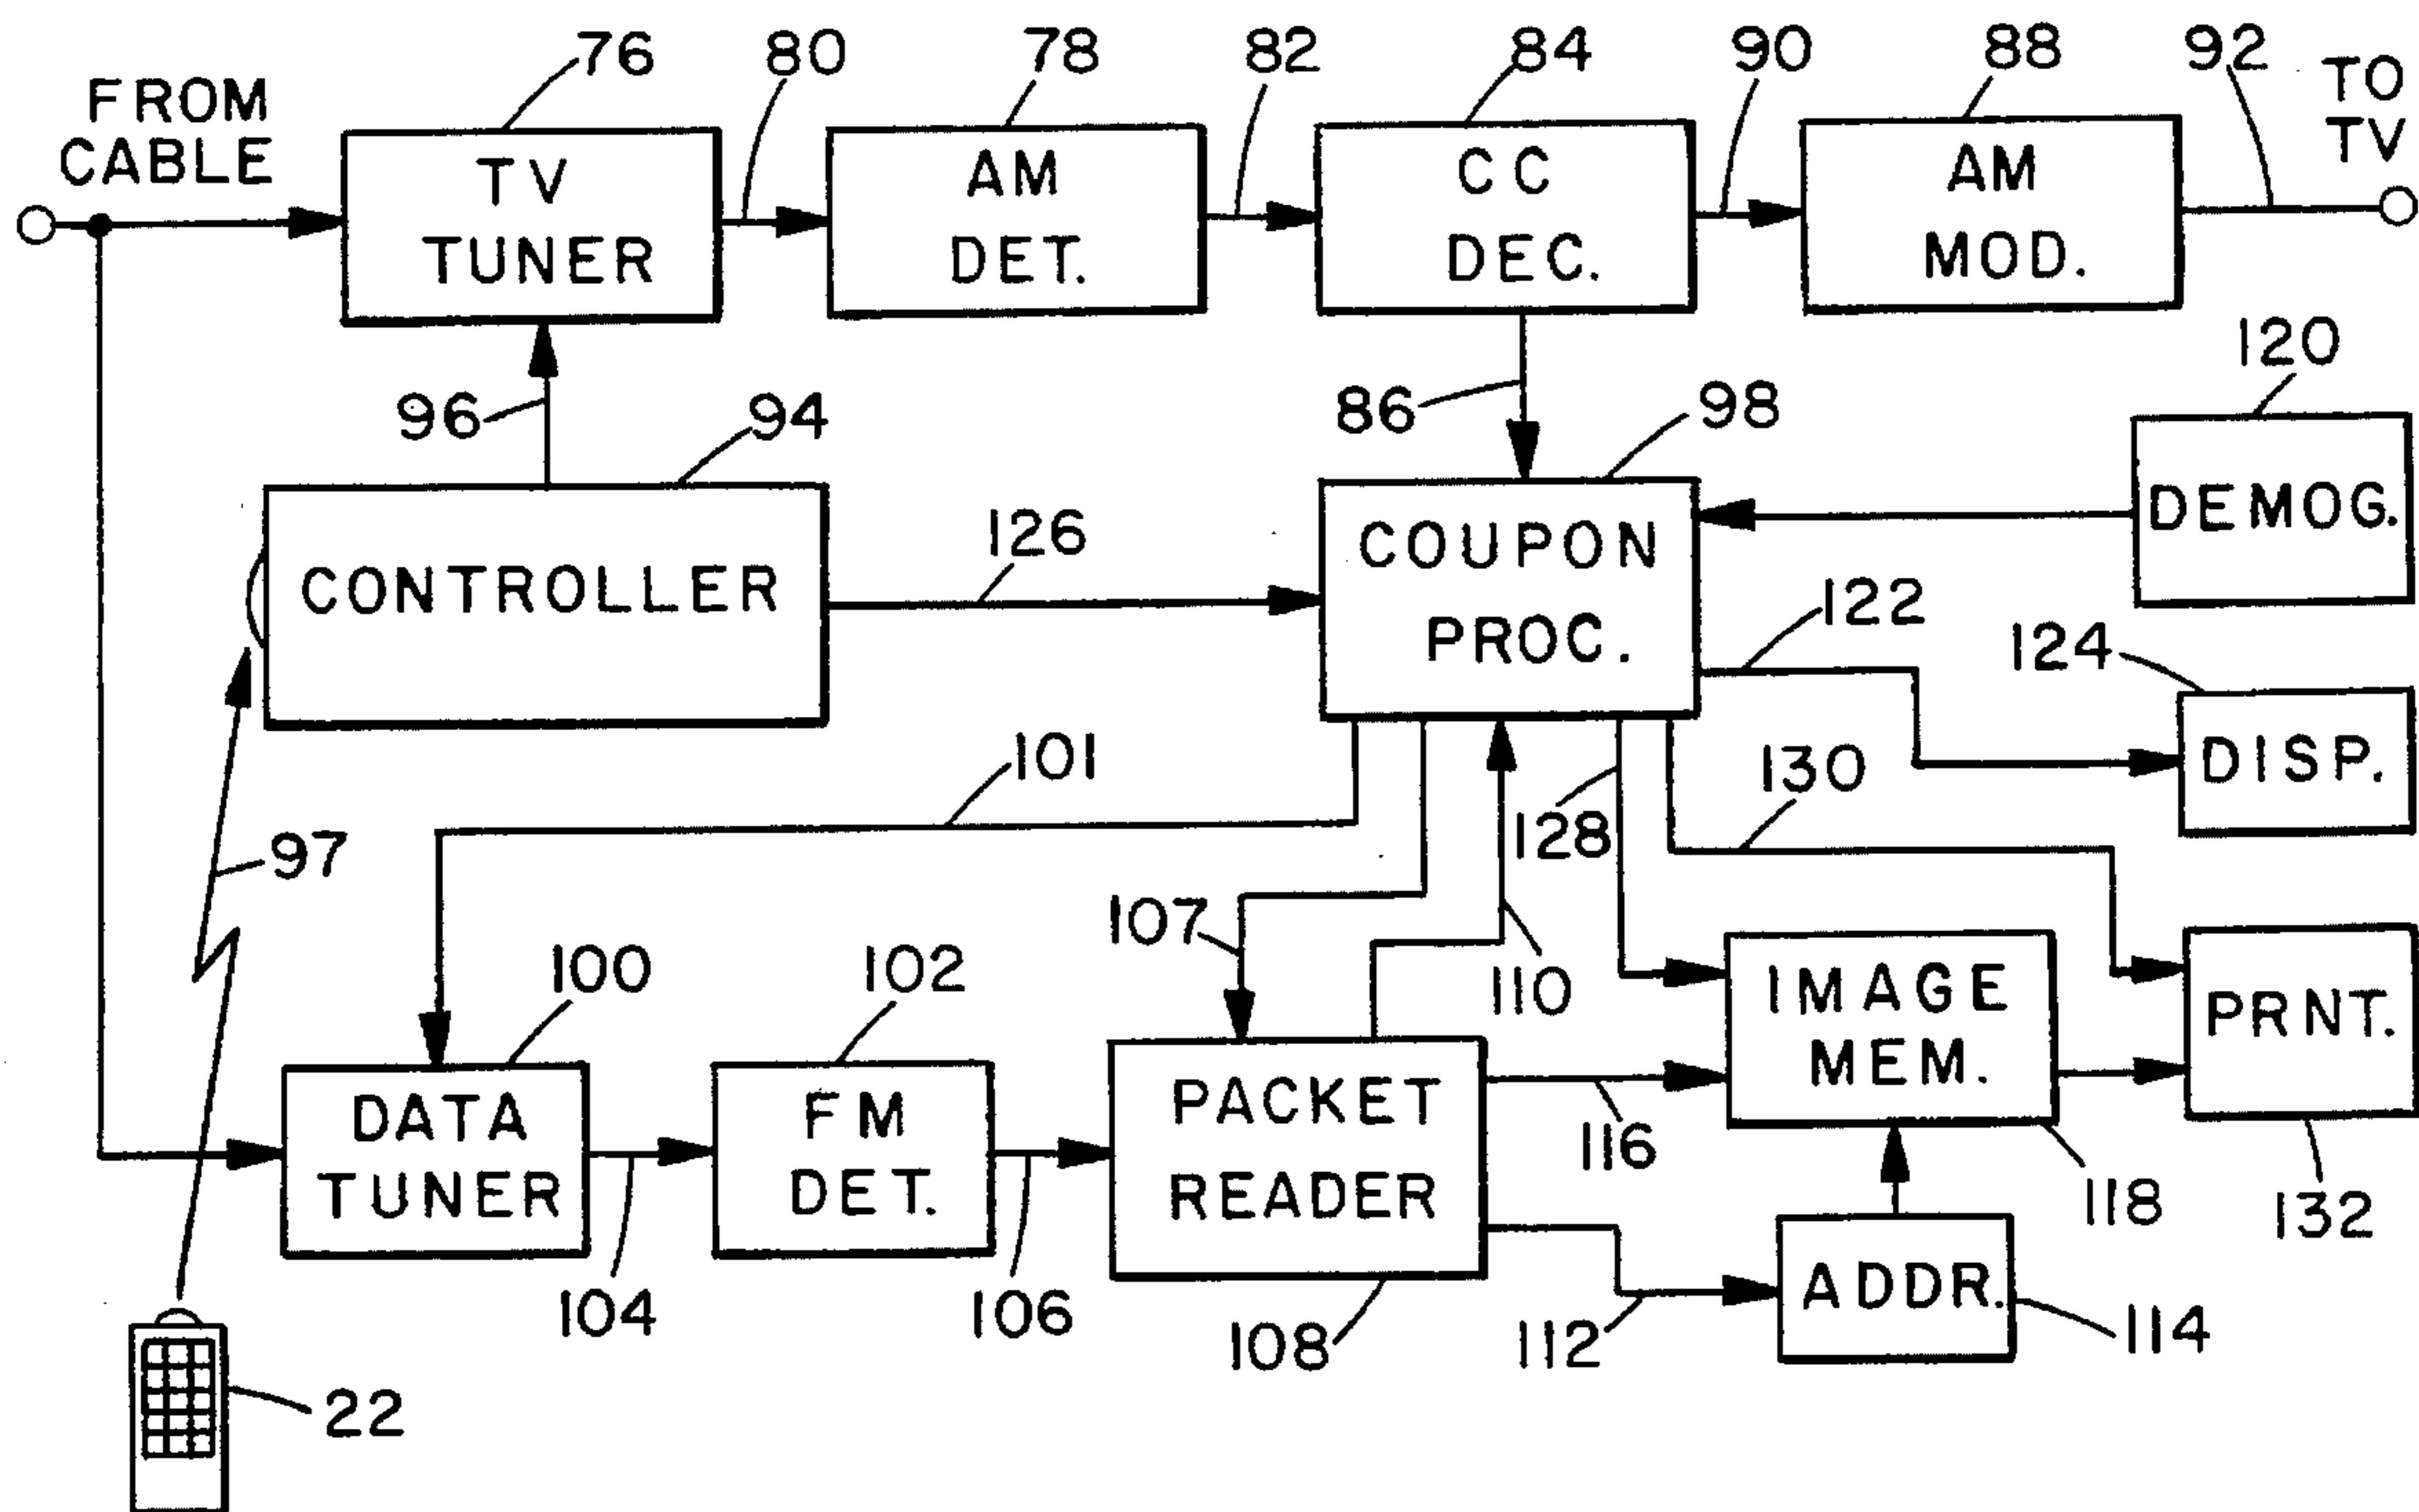 76
80
78
82
84
90
88
92
TO
TV
FROM
CABLE
TV
TUNER
AM
DET.
CC
DEC.
AM
MOD.
120
96
94
86
98
DEMOG.
CONTROLLER
126
COUPON
PROC.
122
124
DISP.
101
130
128
97
107
110
100
102
IMAGE
MEM.
PRNT.
DATA
TUNER
FM
DET.
PACKET
READER
116
118
132
104
106
108
112
ADDR.
114
22